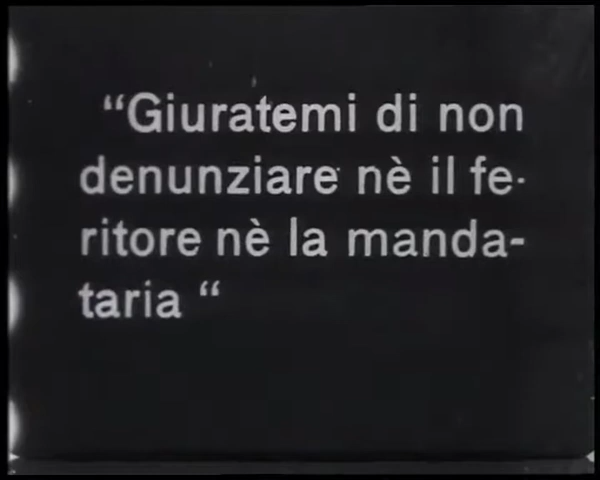 “Giuratemi di non
denunziare nè il fe-
ritore nè la manda-
taria “